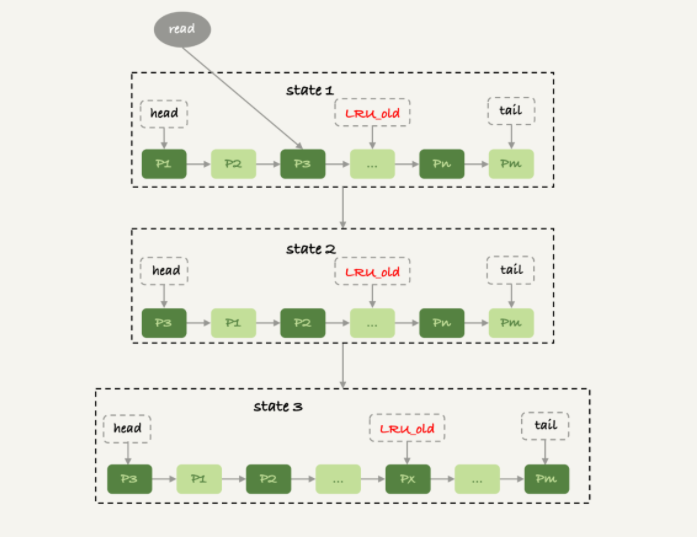 read
state 1
head
LRU_old
tail
P1 P2 P3 ... Pn Pm
state 2
head
LRU_old
tail
P3 P1 P2 ... Pn Pm
state 3
head
LRU_old
tail
P3 P1 P2 ... Px ... Pm